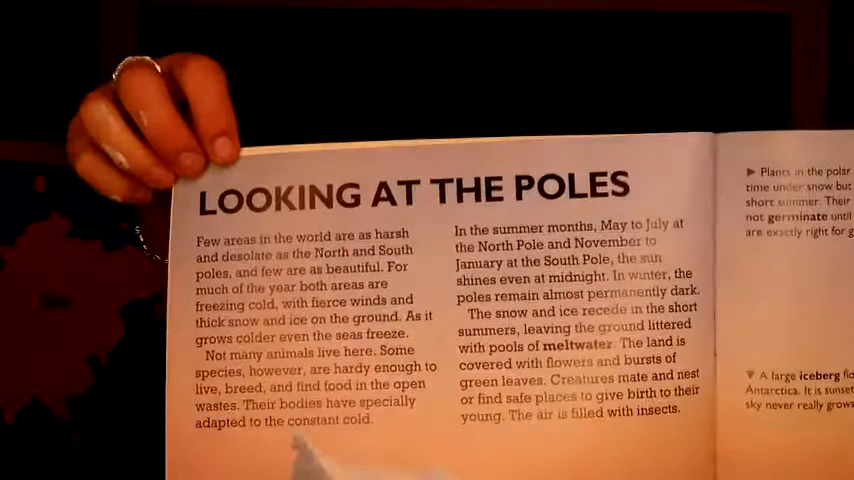 LOOKING AT THE POLES
Few areas in the world are as harsh
and desolate as the North and South
poles, and few are as beautiful. For
much of the year both areas are
freezing cold, with fierce winds and
thick snow and ice on the ground. As it
grows colder even the seas freeze.
Not many animals live here. Some
species, however, are hardy enough to
live, breed, and find food in the open
wastes. Their bodies have specially
adapted to the constant cold.
In the summer months, May to July at
the North Pole and November to
January at the South Pole, the sun
shines even at midnight. In winter, the
poles remain almost permanently dark.
The snow and ice recede in the short
summers, leaving the ground littered
with pools of meltwater. The land is
covered with flowers and bursts of
green leaves. Creatures mate and nest
or find safe places to give birth to their
young. The air is filled with insects.
▶ Plants in the polar
time under snow but
short summer. Their
not germinate until
are exactly right for g
▼ A large iceberg flo
Antarctica. It is sunset
sky never really grows